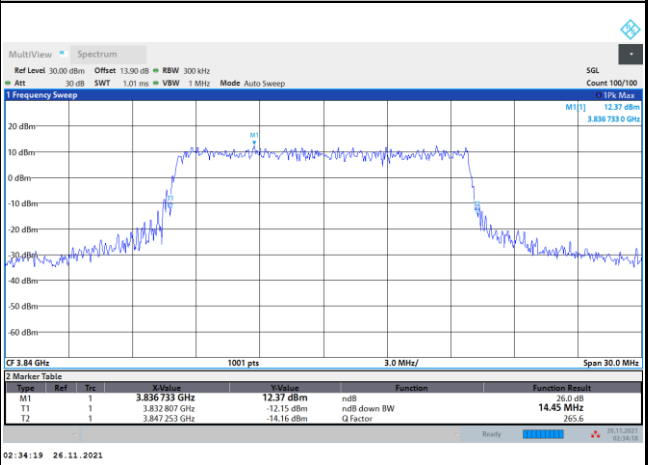 MultiView Spectrum
Ref Level 30.00 dBm Offset 13.90 dB RBW 300 kHz SGL
Att 30 dB SWT 1.01 ms VBW 1 MHz Mode Auto Sweep Count 100/100
1 Frequency Sweep 1Pk Max
M1[1] 12.37 dBm
3.836 733 0 GHz
20 dBm
M1
10 dBm
0 dBm
-10 dBm
-20 dBm
-30 dBm
-40 dBm
-50 dBm
-60 dBm
CF 3.84 GHz 1001 pts 3.0 MHz/ Span 30.0 MHz
2 Marker Table
Type Ref Trc X-Value Y-Value Function Function Result
M1 1 3.836 733 GHz 12.37 dBm ndB 26.0 dB
T1 1 3.832 807 GHz -12.15 dBm ndB down BW 14.45 MHz
T2 1 3.847 253 GHz -14.16 dBm Q Factor 265.6
Ready 26.11.2021
02:34:18
02:34:19 26.11.2021